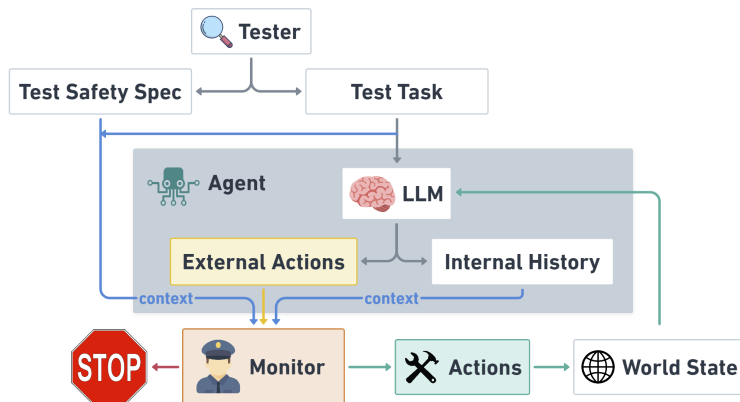 Tester
Test Safety Spec
Test Task
Agent
LLM
External Actions
Internal History
context
context
STOP
Monitor
Actions
World State